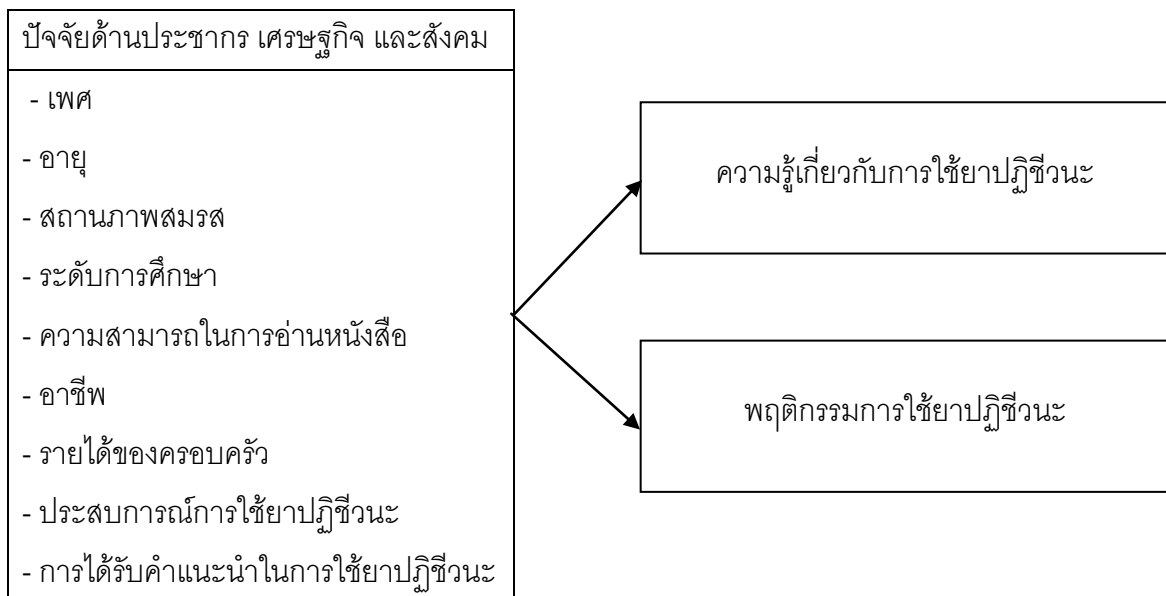 ปัจจัยด้านประชากร เศรษฐกิจ และสังคม
- เพศ
- อายุ
- สถานภาพสมรส
- ระดับการศึกษา
- ความสามารถในการอ่านหนังสือ
- อาชีพ
- รายได้ของครอบครัว
- ประสบการณ์การใช้ยาปฏิชีวนะ
- การได้รับคำแนะนำในการใช้ยาปฏิชีวนะ
ความรู้เกี่ยวกับการใช้ยาปฏิชีวนะ
พฤติกรรมการใช้ยาปฏิชีวนะ